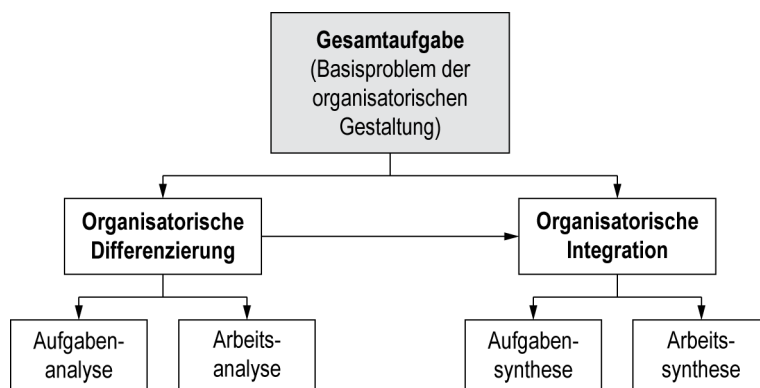 Gesamtaufgabe
(Basisproblem der
organisatorischen
Gestaltung)
Organisatorische
Differenzierung
Organisatorische
Integration
Aufgaben-
analyse
Arbeits-
analyse
Aufgaben-
synthese
Arbeits-
synthese